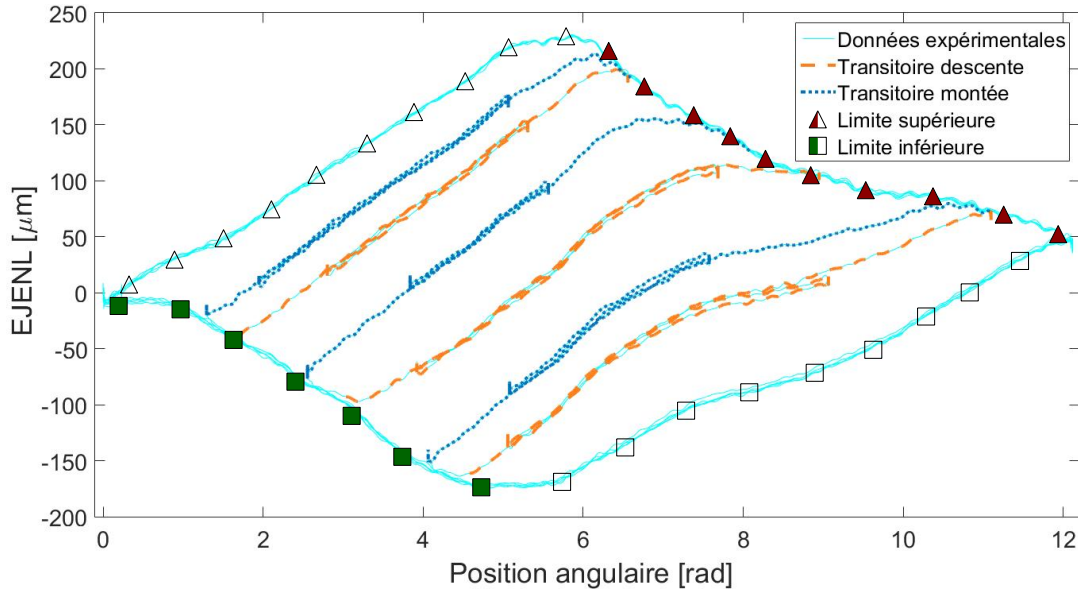 250
200
150
100
50
0
-50
-100
-150
-200
EJENL [μm]
0 2 4 6 8 10 12
Position angulaire [rad]
Données expérimentales
Transitoire descente
Transitoire montée
Limite supérieure
Limite inférieure